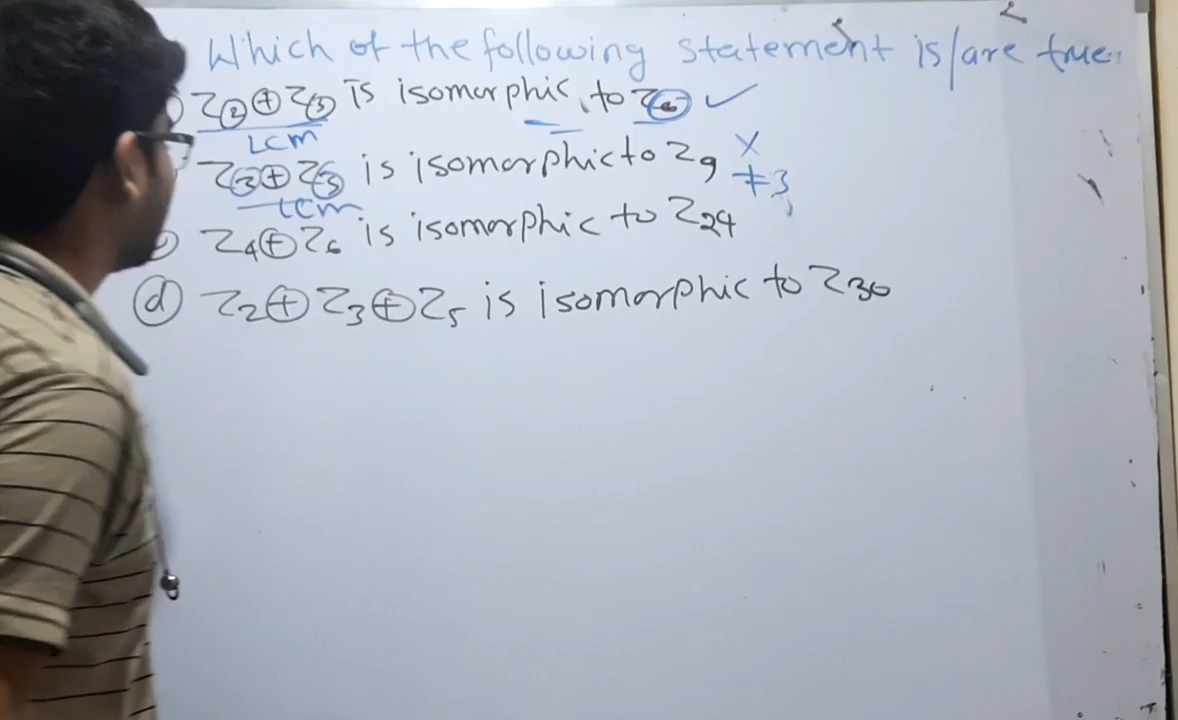 Which of the following statement is/are true.
) Z2 ⊕ Z3 is isomorphic to Z6 ✓
LCM
Z3 ⊕ Z3 is isomorphic to Z9 ×
LCM ≠ 3
) Z4 ⊕ Z6 is isomorphic to Z24
(d) Z2 ⊕ Z3 ⊕ Z5 is isomorphic to Z30